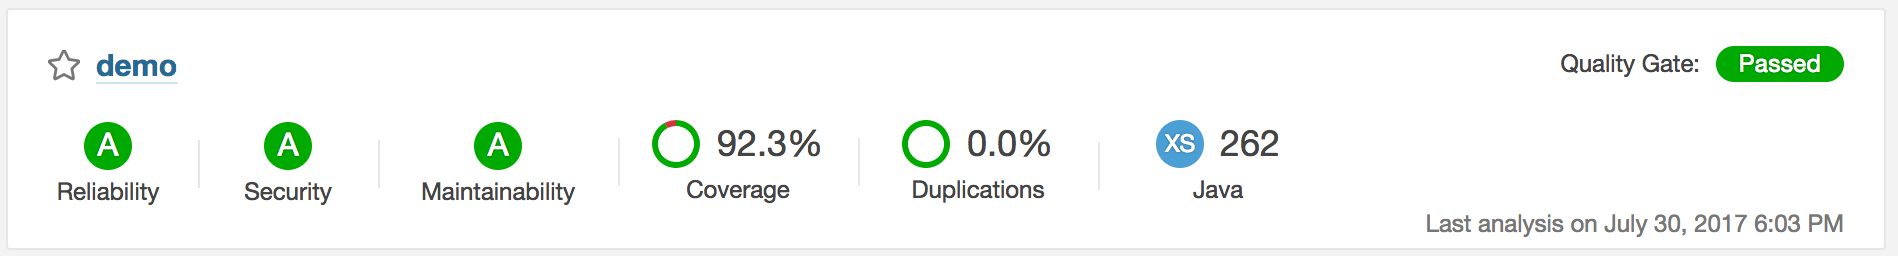 demo
Quality Gate: Passed
A A A 92.3% 0.0% XS 262
Reliability Security Maintainability Coverage Duplications Java
Last analysis on July 30, 2017 6:03 PM